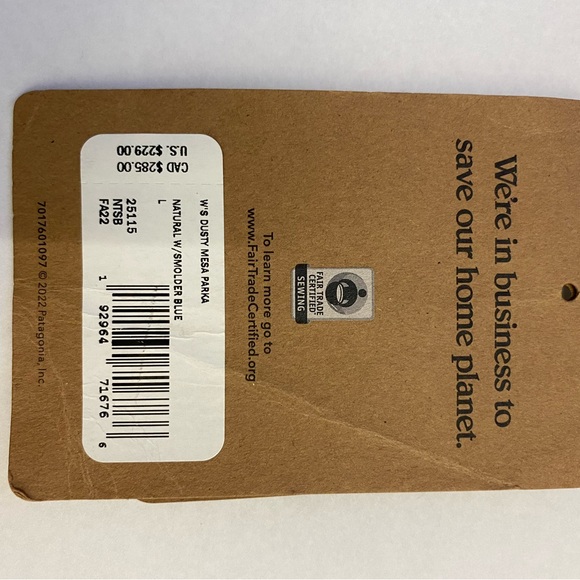 We're in business to
save our home planet.
FAIR TRADE
CERTIFIED
SEWING
To learn more go to
www.FairTradeCertified.org
W'S DUSTY MESA PARKA
NATURAL W/SMOLDER BLUE
L
25115
NTSB
FA22
1 92964 71676 6
CAD $285.00
U.S. $229.00
7017601097 © 2022 Patagonia, Inc.